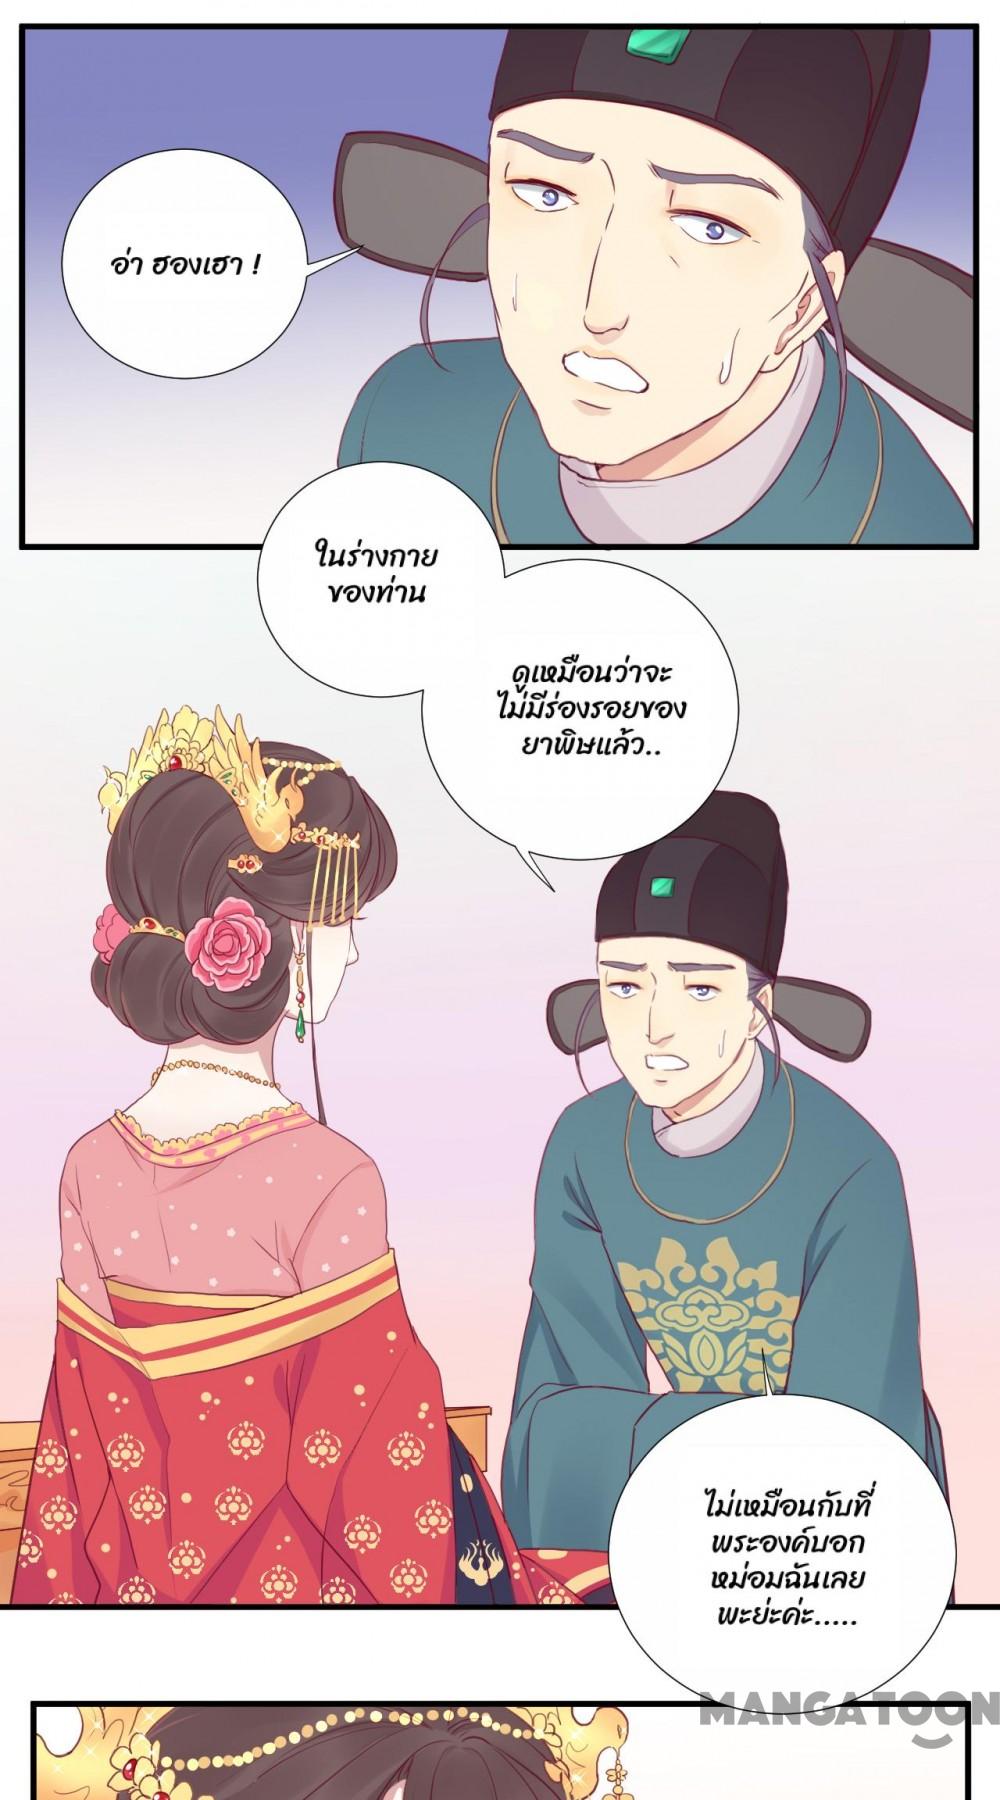 อ่า ฮองเฮา !
ในร่างกาย
ของท่าน
ดูเหมือนว่าจะ
ไม่มีร่องรอยของ
ยาพิษแล้ว..
ไม่เหมือนกับที่
พระองค์บอก
หม่อมฉันเลย
พะย่ะค่ะ.....
MANGATOON